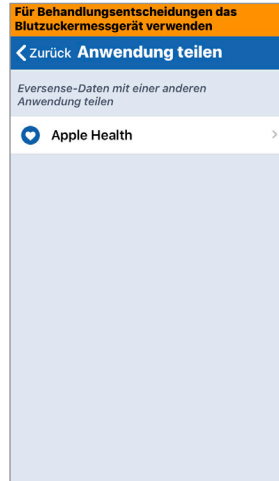 Für Behandlungsentscheidungen das
Blutzuckermessgerät verwenden
Zurück Anwendung teilen
Eversense-Daten mit einer anderen
Anwendung teilen
Apple Health